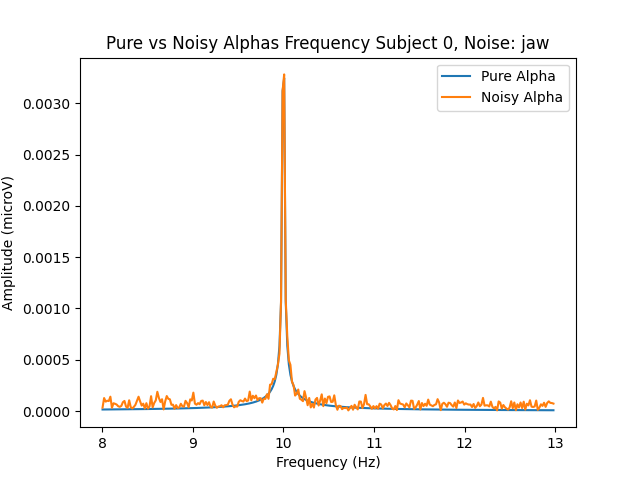 Pure vs Noisy Alphas Frequency Subject 0, Noise: jaw
Pure Alpha
Noisy Alpha
Amplitude (microV)
0.0030
0.0025
0.0020
0.0015
0.0010
0.0005
0.0000
8 9 10 11 12 13
Frequency (Hz)